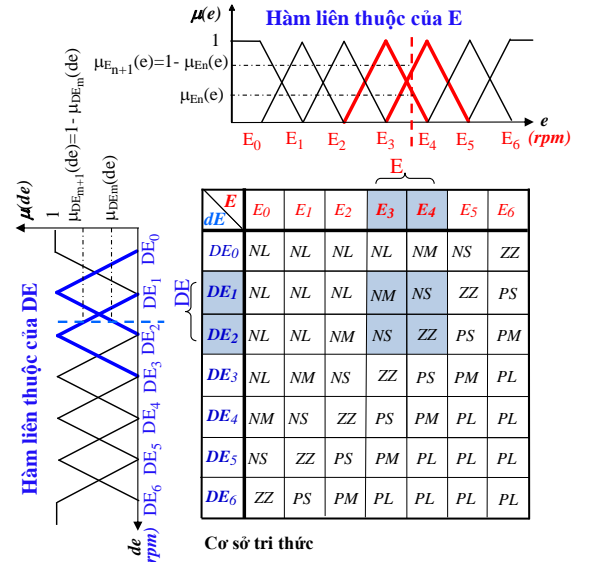 μ(e) Hàm liên thuộc của E
1
μE_{n+1}(e)=1- μEn(e)
μEn(e)
e
E0 E1 E2 E3 E4 E5 E6 (rpm)
E
μ(de)
1
μDE_{m+1}(de)=1- μDE_m(de)
μDEm(de)
Hàm liên thuộc của DE
DE0
DE1
DE2
DE3
DE4
DE5
DE6
de
rpm)
DE
E
dE E0 E1 E2 E3 E4 E5 E6
DE0 NL NL NL NL NM NS ZZ
DE1 NL NL NL NM NS ZZ PS
DE2 NL NL NM NS ZZ PS PM
DE3 NL NM NS ZZ PS PM PL
DE4 NM NS ZZ PS PM PL PL
DE5 NS ZZ PS PM PL PL PL
DE6 ZZ PS PM PL PL PL PL
Cơ sở tri thức